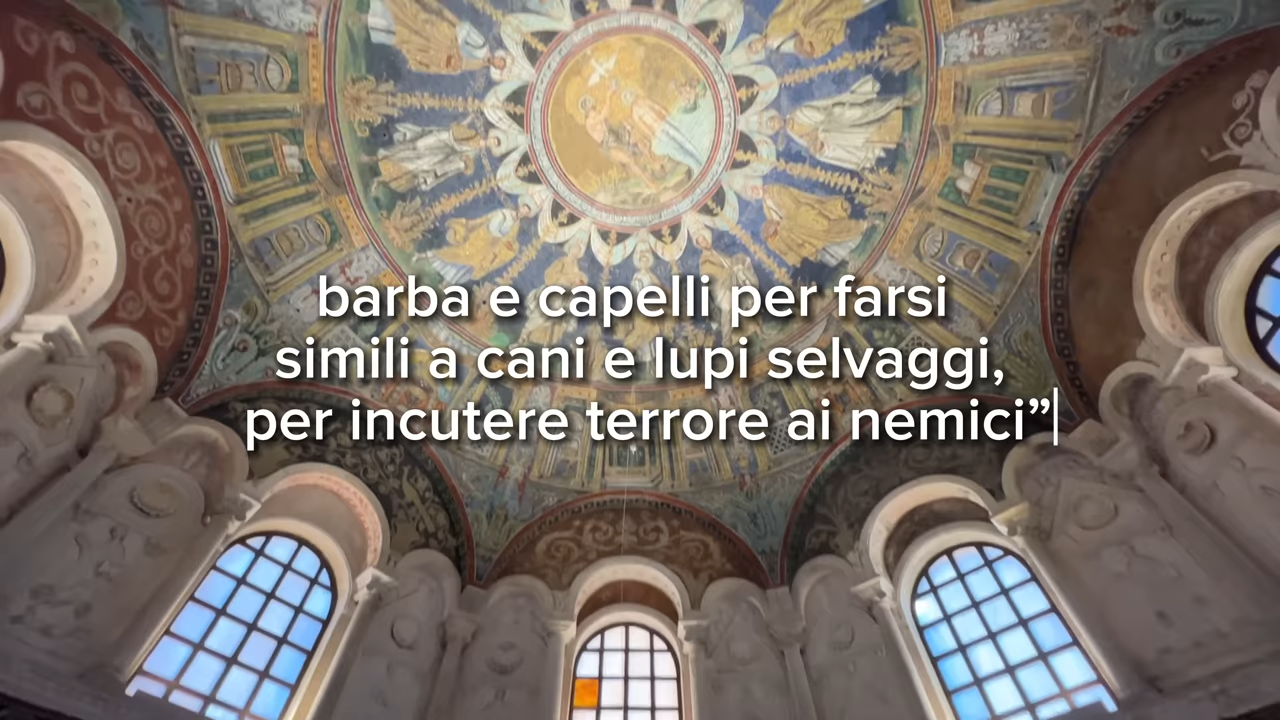 barba e capelli per farsi
simili a cani e lupi selvaggi,
per incutere terrore ai nemici”